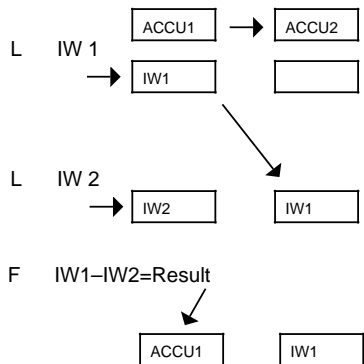 ACCU1 ACCU2
L IW 1
IW1
L IW 2
IW2 IW1
F IW1–IW2=Result
ACCU1 IW1